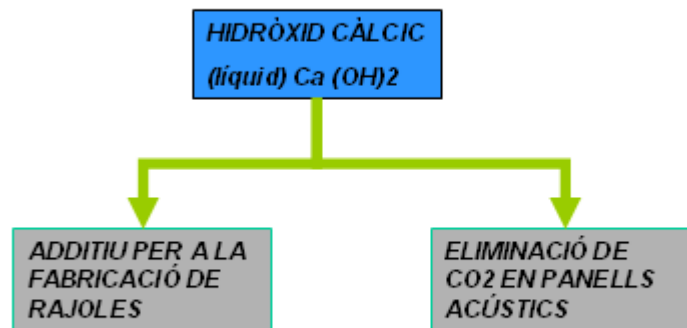 HIDRÒXID CÀLCIC
(líquid) Ca (OH)2
ADDITIU PER A LA
FABRICACIÓ DE
RAJOLES
ELIMINACIÓ DE
CO2 EN PANELLS
ACÚSTICS